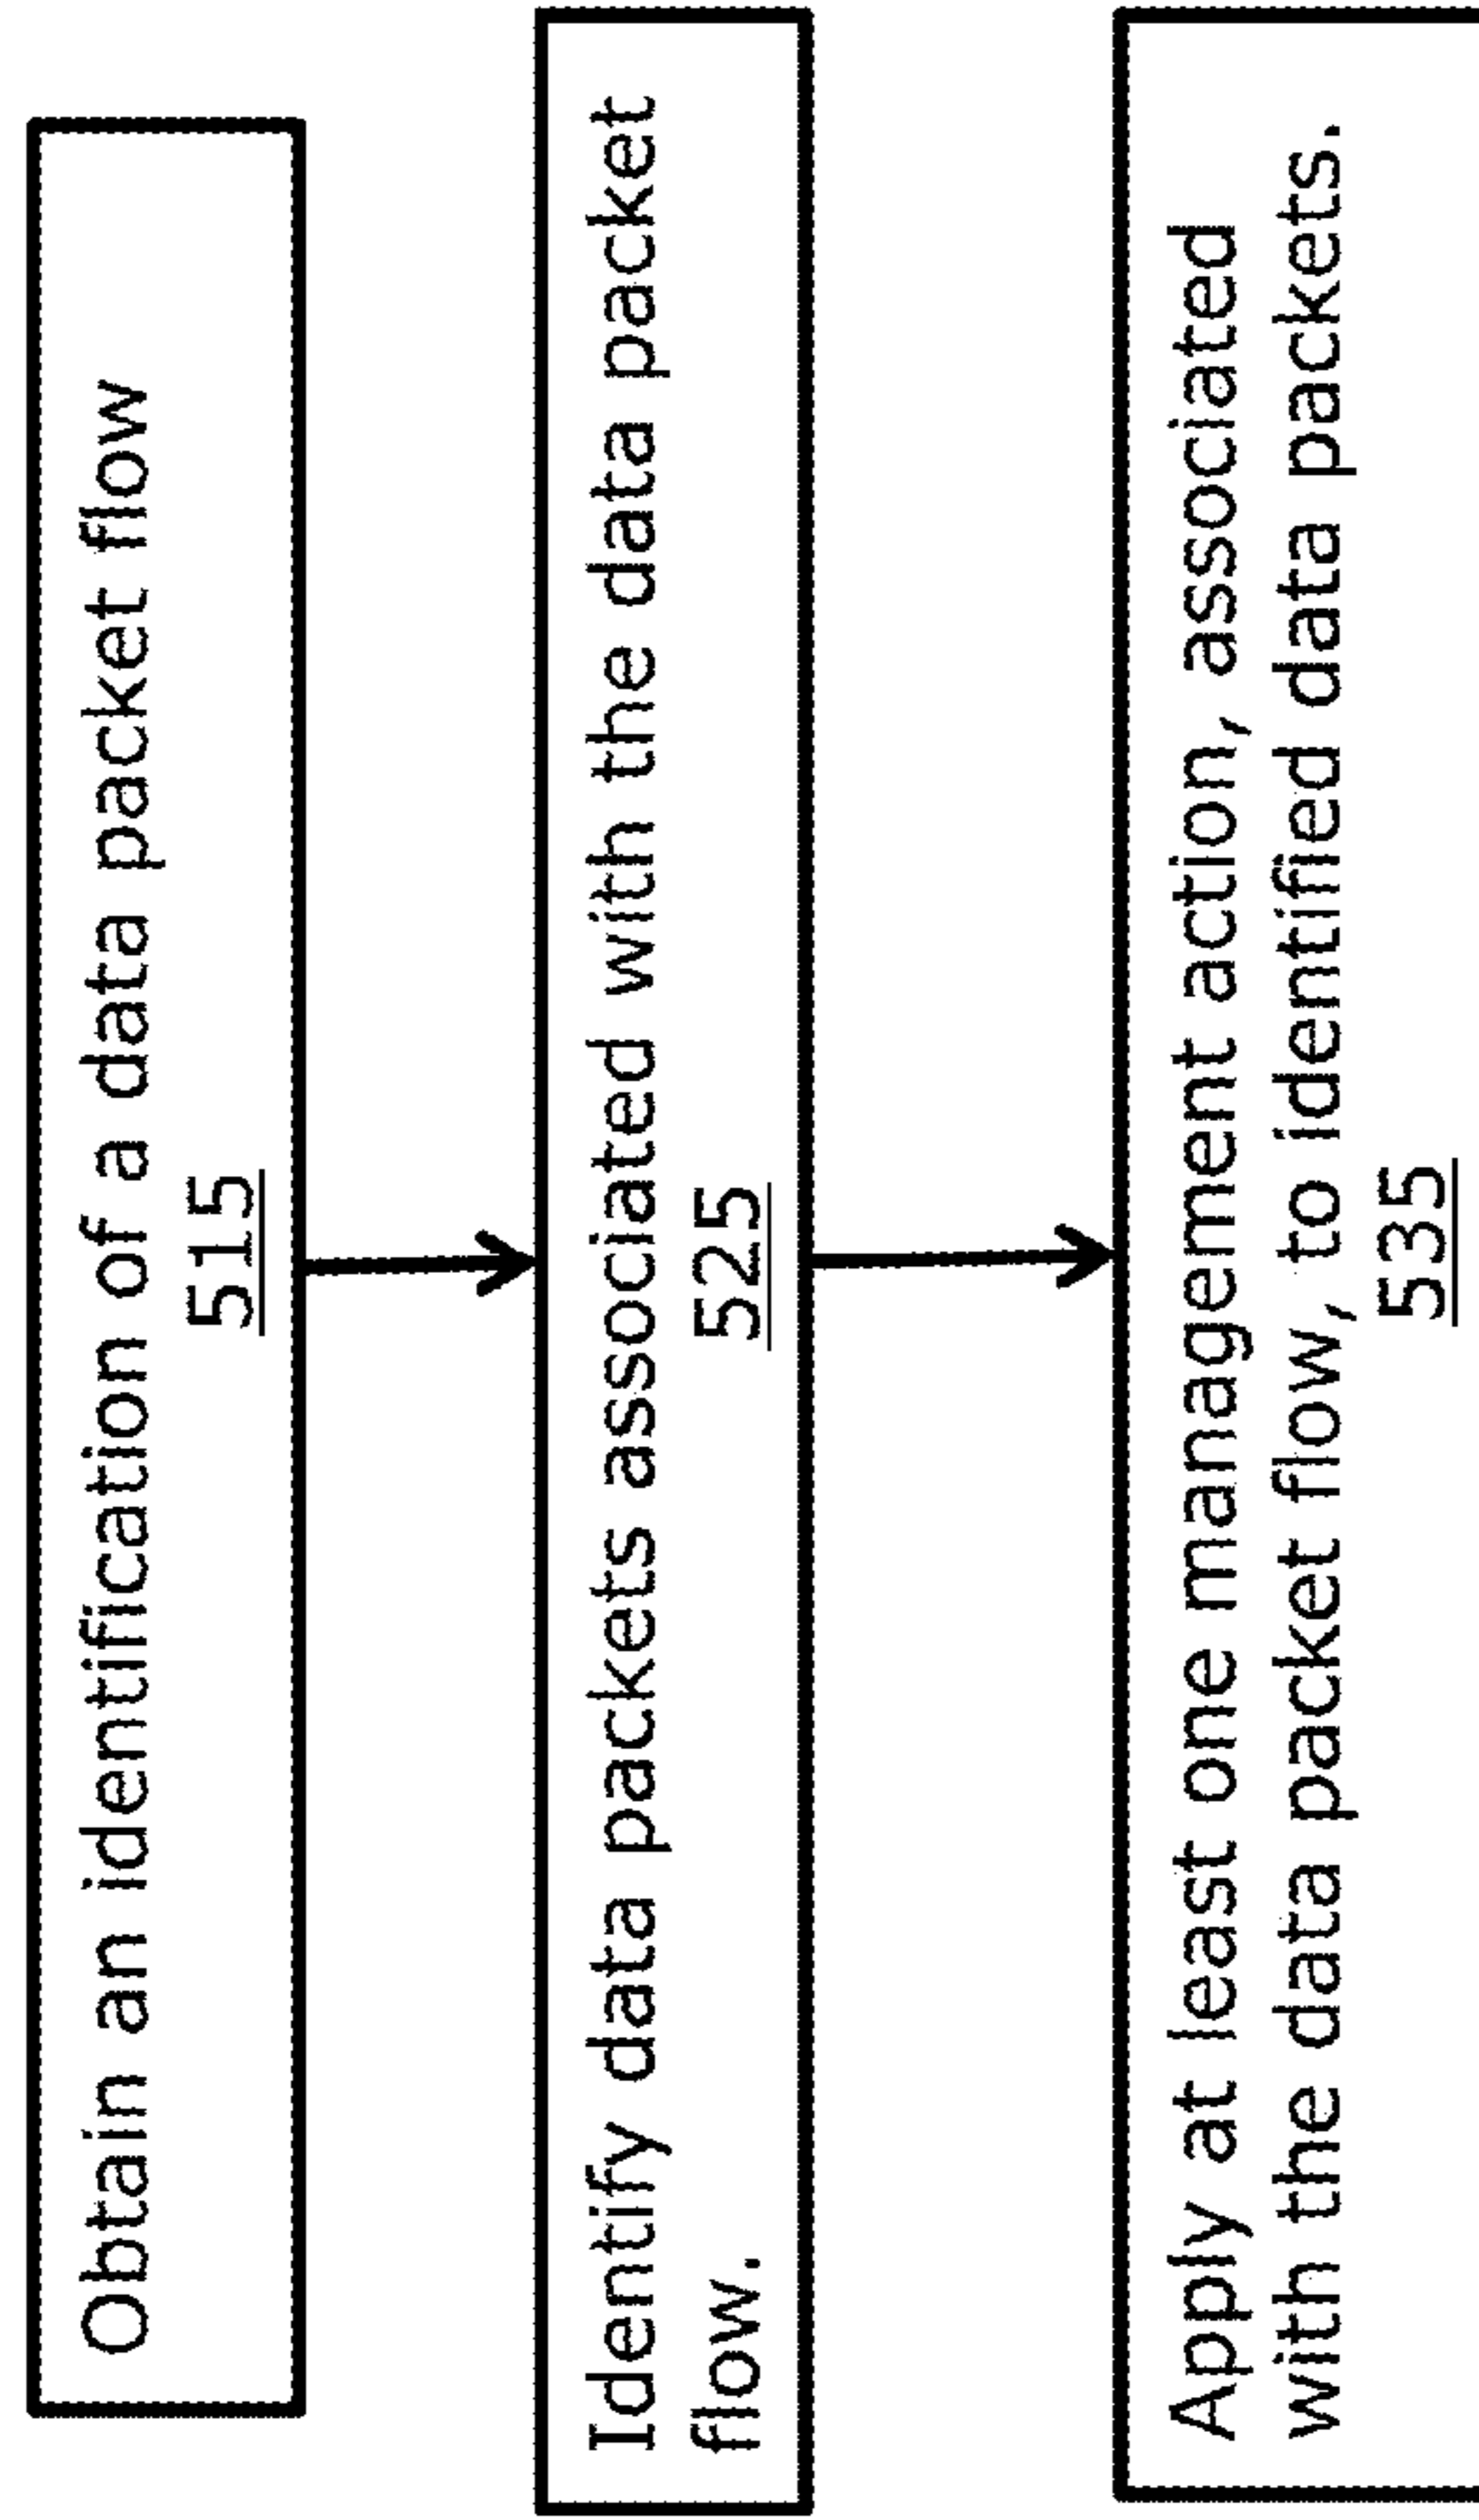 Obtain an identification of a data packet flow
515
Identify data packets associated with the data packet
flow.
525
Apply at least one management action, associated
with the data packet flow, to identified data packets.
535